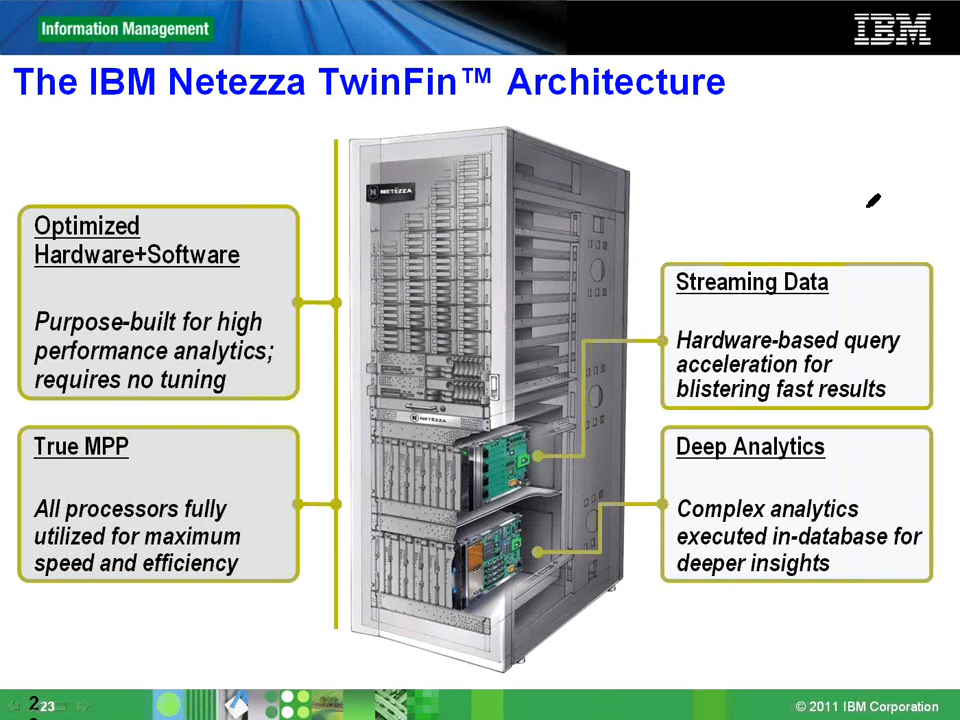 Information Management
IBM
The IBM Netezza TwinFin™ Architecture
NETEZZA
Optimized
Hardware+Software
Purpose-built for high
performance analytics;
requires no tuning
True MPP
All processors fully
utilized for maximum
speed and efficiency
NETEZZA
Streaming Data
Hardware-based query
acceleration for
blistering fast results
Deep Analytics
Complex analytics
executed in-database for
deeper insights
23
© 2011 IBM Corporation